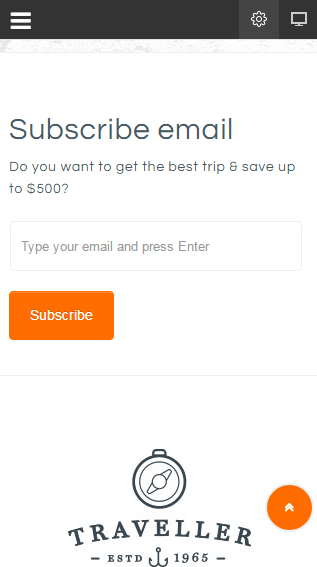 Subscribe email
Do you want to get the best trip & save up
to $500?
Type your email and press Enter
Subscribe
TRAVELLER
– ESTD 1965 –